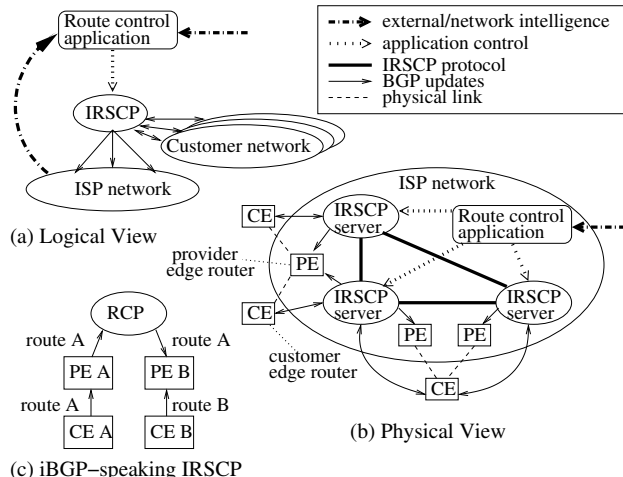 Route control
application
IRSCP
Customer network
ISP network
(a) Logical View
external/network intelligence
application control
IRSCP protocol
BGP updates
physical link
ISP network
CE
IRSCP
server
Route control
application
provider
edge router
PE
CE
IRSCP
server
IRSCP
server
PE
PE
customer
edge router
CE
(b) Physical View
RCP
route A
route A
PE A
PE B
route A
route B
CE A
CE B
(c) iBGP−speaking IRSCP